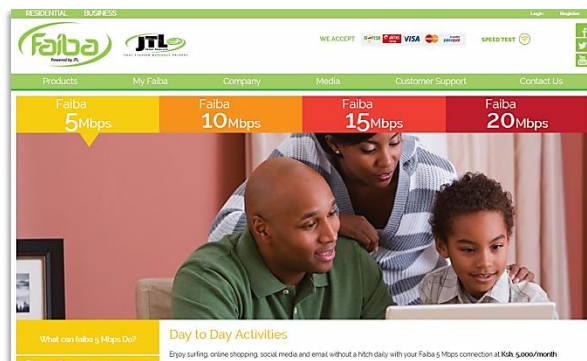 RESIDENTIAL BUSINESS
Login Register
Faiba
Powered by JTL
JTL
WE ACCEPT
airtel
VISA
SPEED TEST
f
You
Products My Faiba Company Media Customer Support Contact Us
Faiba
5Mbps
Faiba
10Mbps
Faiba
15Mbps
Faiba
20Mbps
What can faiba 5 Mbps Do?
Day to Day Activities
Enjoy surfing, online shopping, social media and email without a hitch daily with your Faiba 5 Mbps connection at Ksh. 5,000/month